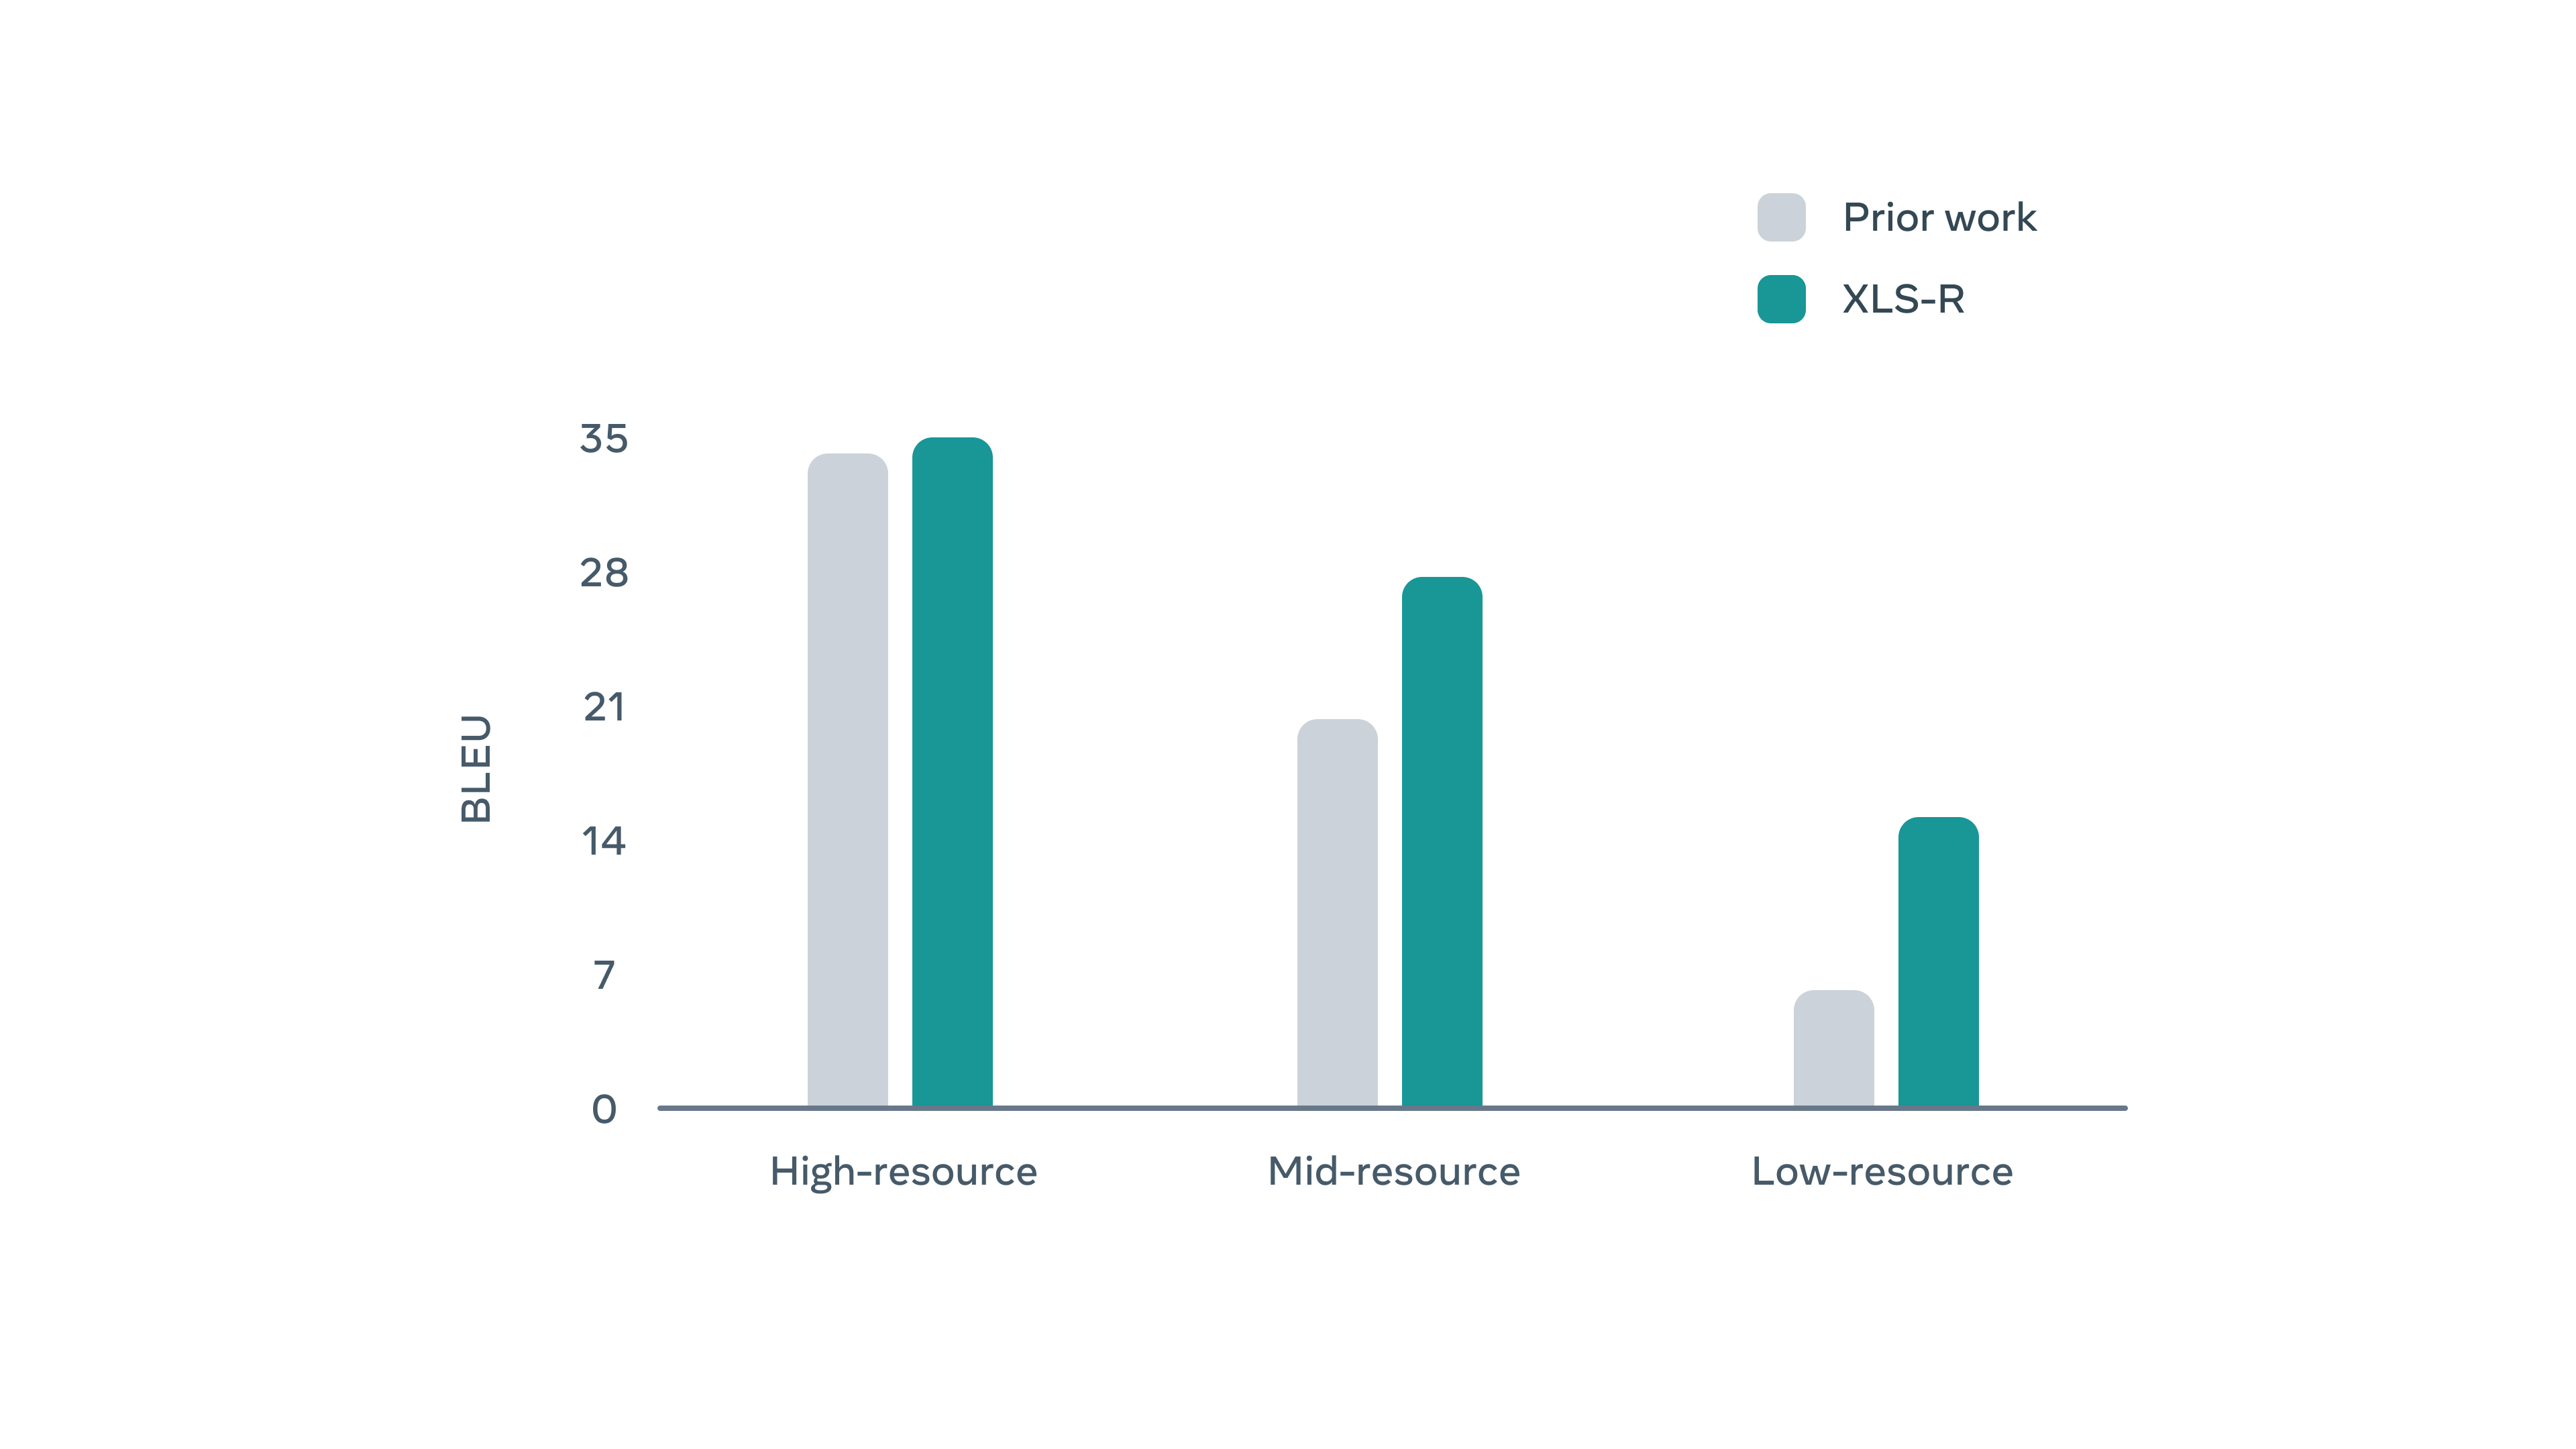 Prior work
XLS-R
35
28
21
14
7
0
BLEU
High-resource
Mid-resource
Low-resource